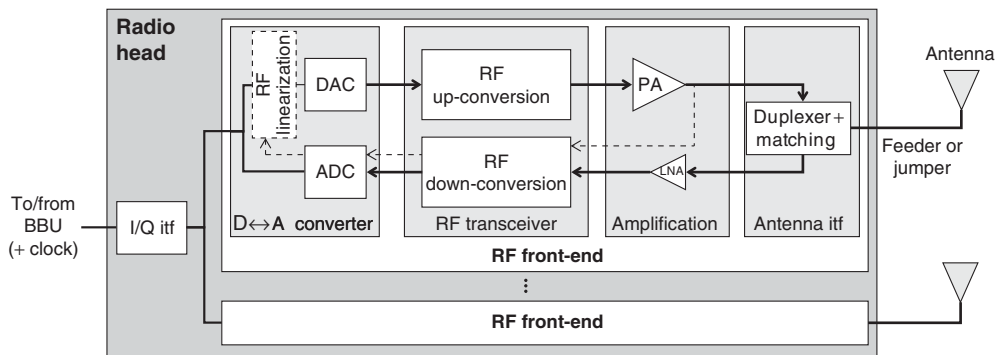 Radio
head
RF
linearization
DAC
ADC
D↔A converter
RF
up-conversion
RF
down-conversion
RF transceiver
PA
LNA
Amplification
Duplexer+
matching
Antenna itf
RF front-end
Antenna
Feeder or
jumper
To/from
BBU
(+ clock)
I/Q itf
⋮
RF front-end